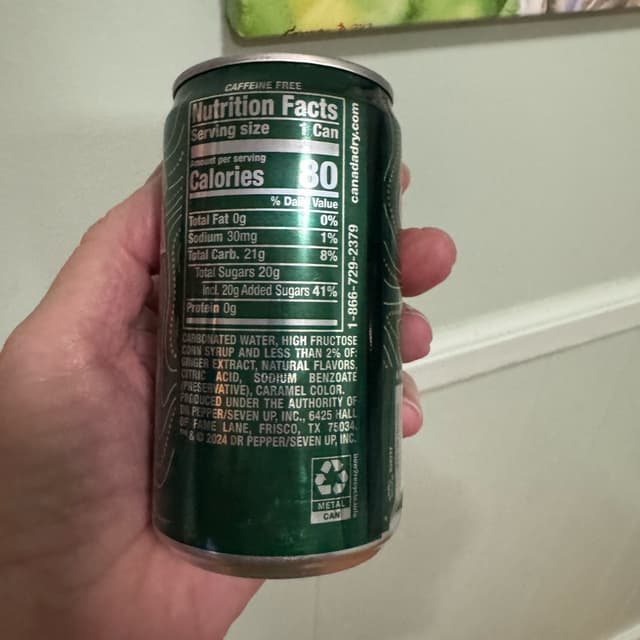 CAFFEINE FREE
Nutrition Facts
Serving size 1 Can
Amount per serving
Calories 80
% Daily Value
Total Fat 0g 0%
Sodium 30mg 1%
Total Carb. 21g 8%
Total Sugars 20g
Incl. 20g Added Sugars 41%
Protein 0g
1-866-729-2379 canadadry.com
CARBONATED WATER, HIGH FRUCTOSE
CORN SYRUP AND LESS THAN 2% OF:
GINGER EXTRACT, NATURAL FLAVORS,
CITRIC ACID, SODIUM BENZOATE
(PRESERVATIVE), CARAMEL COLOR.
PRODUCED UNDER THE AUTHORITY OF
DR PEPPER/SEVEN UP, INC., 6425 HALL
OF FAME LANE, FRISCO, TX 75034.
& © 2024 DR PEPPER/SEVEN UP, INC.
how2recycle.info
METAL
CAN